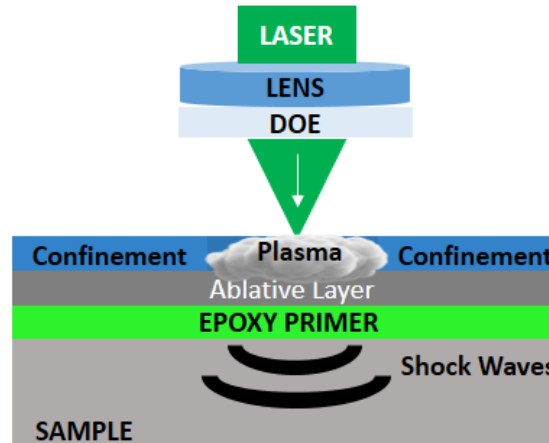 LASER
LENS
DOE
Confinement Plasma Confinement
Ablative Layer
EPOXY PRIMER
Shock Waves
SAMPLE